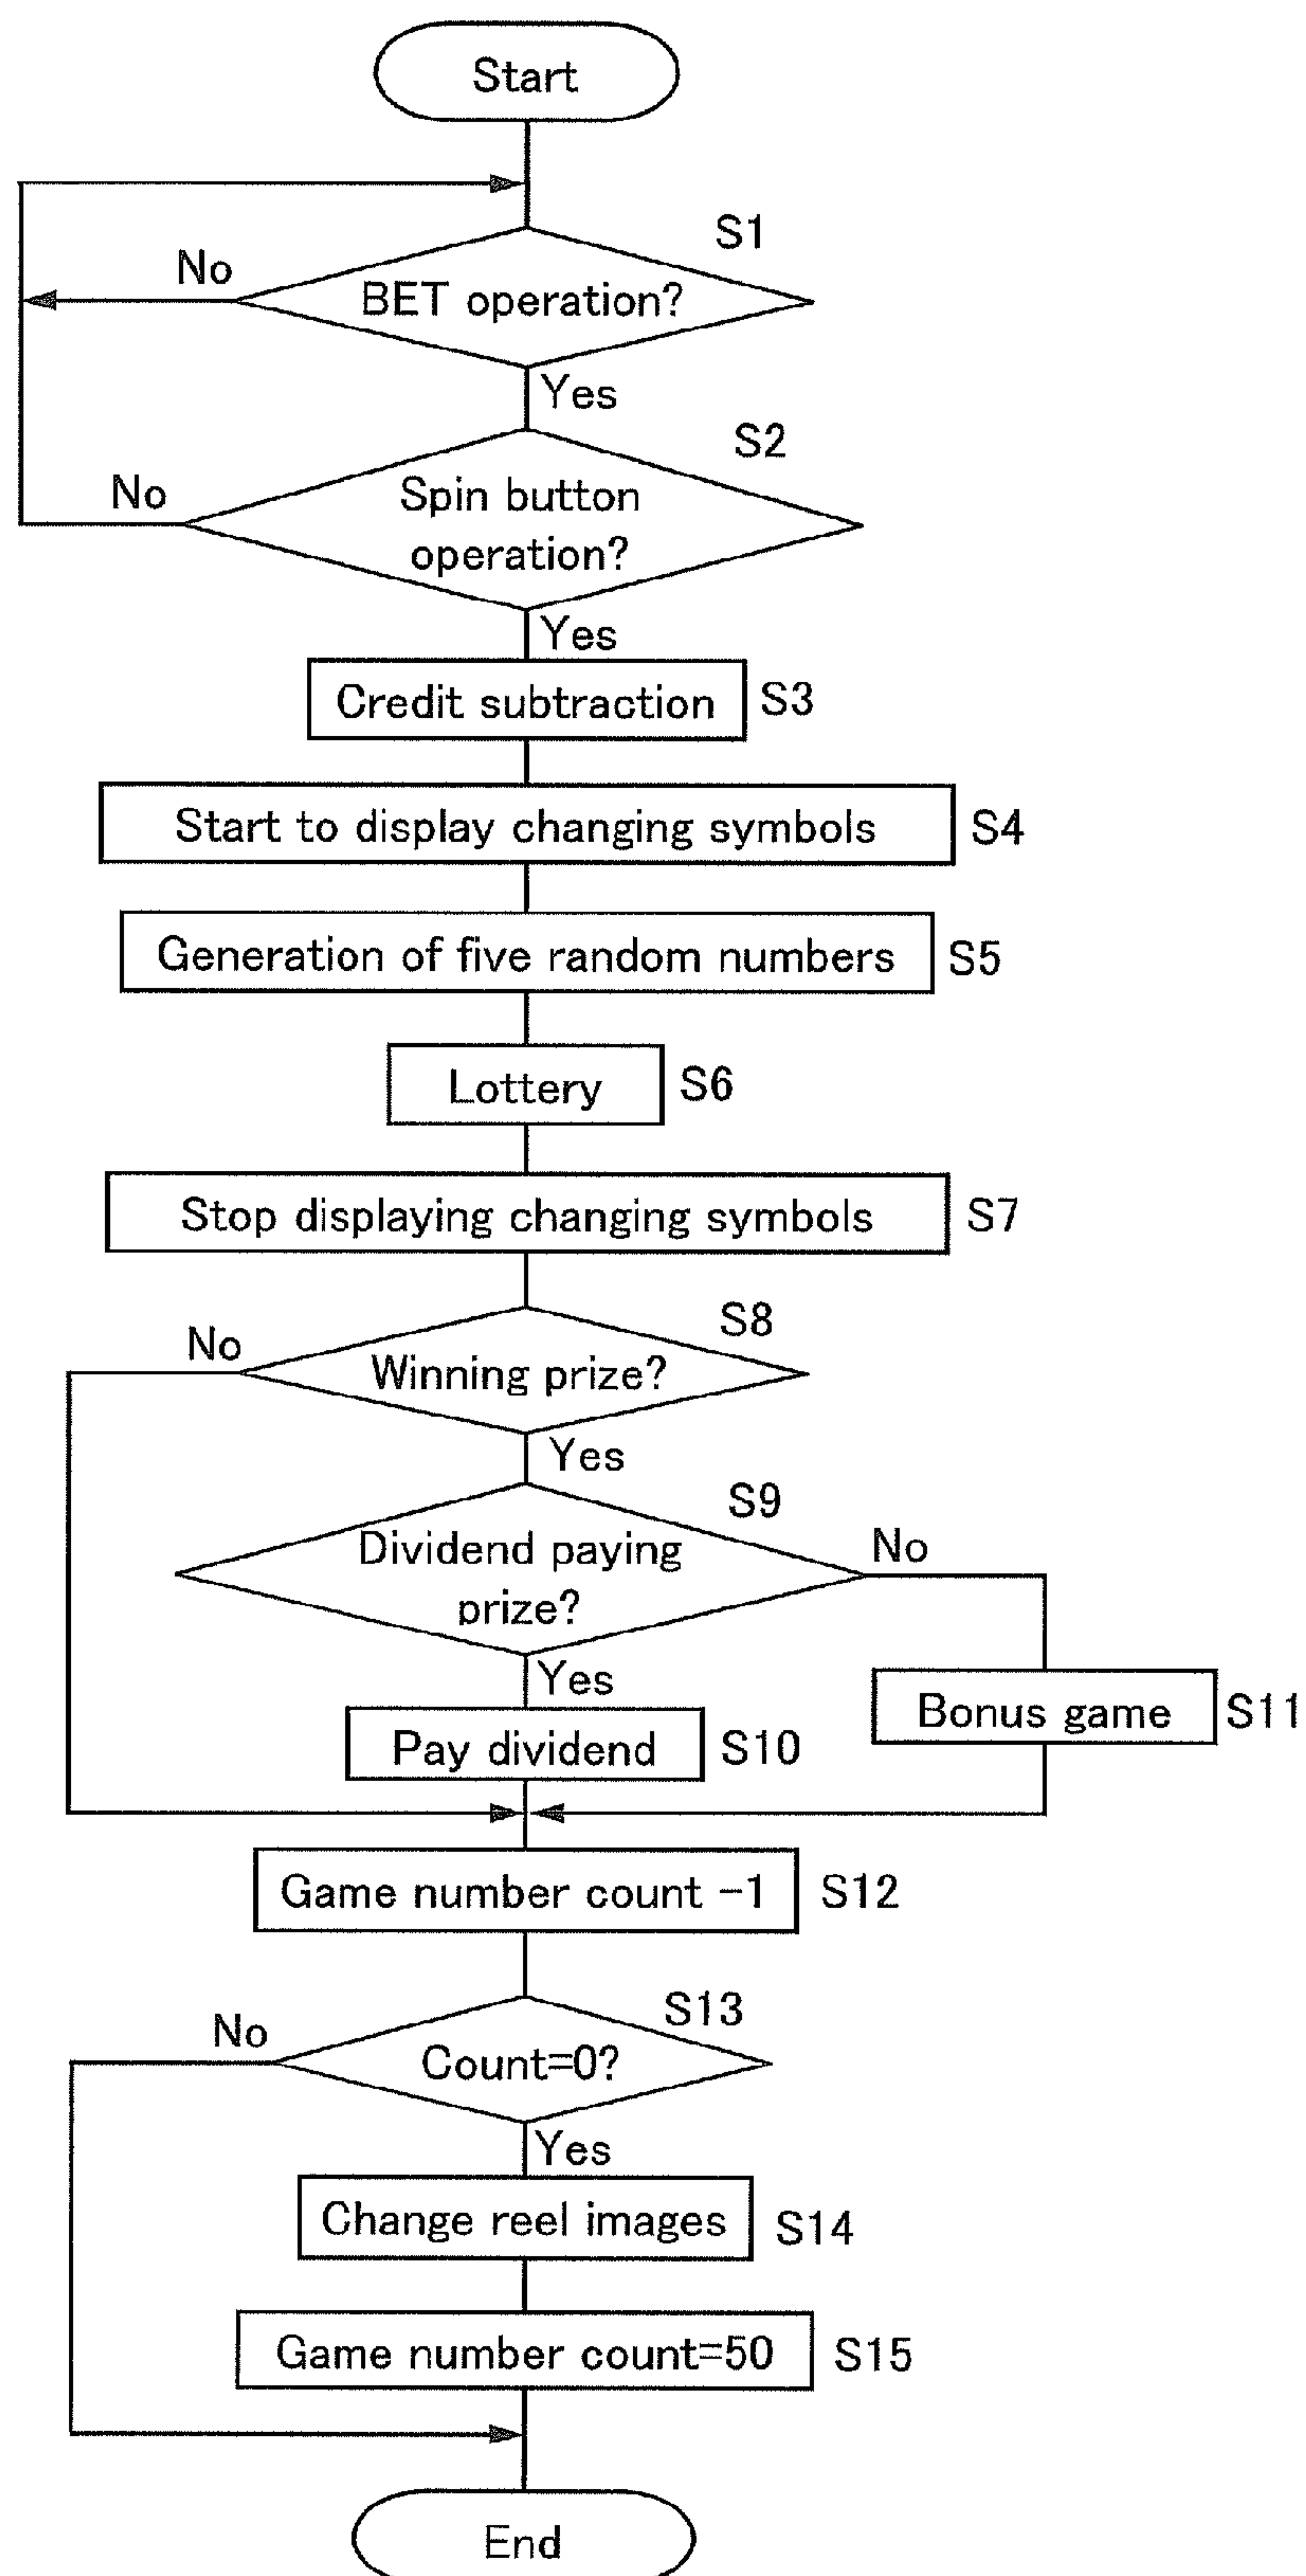 Start
S1
No
BET operation?
Yes
S2
No
Spin button
operation?
Yes
Credit subtraction
S3
Start to display changing symbols
S4
Generation of five random numbers
S5
Lottery
S6
Stop displaying changing symbols
S7
S8
No
Winning prize?
Yes
S9
Dividend paying
prize?
No
Yes
Bonus game
S11
Pay dividend
S10
Game number count -1
S12
S13
No
Count=0?
Yes
Change reel images
S14
Game number count=50
S15
End